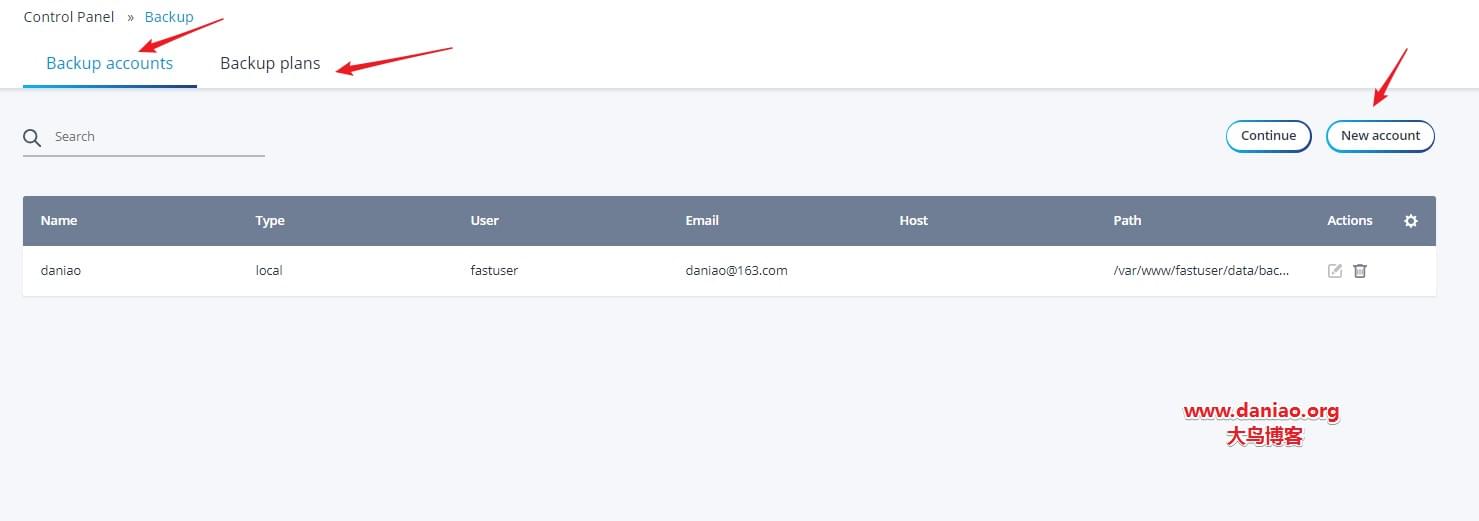 Control Panel » Backup
Backup accounts Backup plans
Search Continue New account
Name Type User Email Host Path Actions
daniao local fastuser daniao@163.com /var/www/fastuser/data/bac...
www.daniao.org
大鸟博客